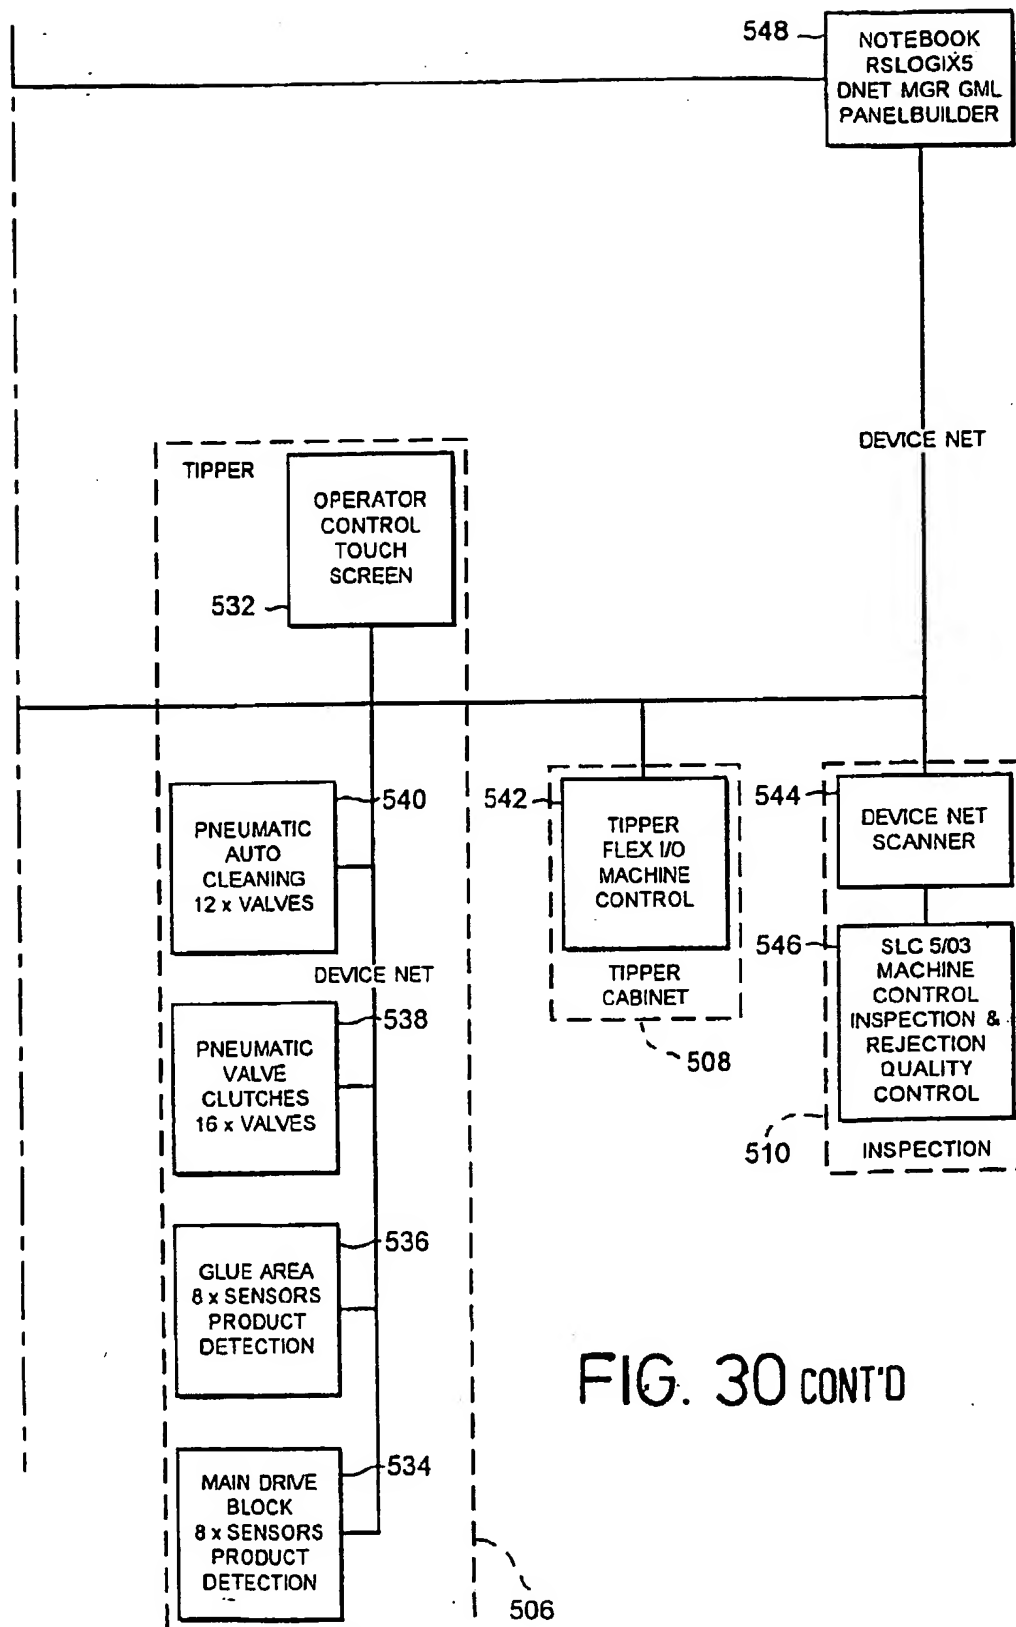 548
NOTEBOOK
RSLOGIX5
DNET MGR GML
PANELBUILDER
DEVICE NET
TIPPER
OPERATOR
CONTROL
TOUCH
SCREEN
532
540
PNEUMATIC
AUTO
CLEANING
12 x VALVES
DEVICE NET
538
PNEUMATIC
VALVE
CLUTCHES
16 x VALVES
536
GLUE AREA
8 x SENSORS
PRODUCT
DETECTION
534
MAIN DRIVE
BLOCK
8 x SENSORS
PRODUCT
DETECTION
506
542
TIPPER
FLEX I/O
MACHINE
CONTROL
TIPPER
CABINET
508
544
DEVICE NET
SCANNER
546
SLC 5/03
MACHINE
CONTROL
INSPECTION &
REJECTION
QUALITY
CONTROL
510
INSPECTION
FIG. 30 CONT'D